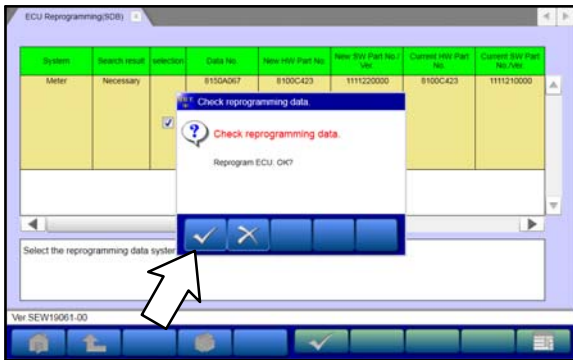 ECU Reprogramming(SDB)
System Search result selection Data No. New HW Part No. New SW Part No./ Ver. Current HW Part No. Current SW Part No./Ver.
Meter Necessary 8150A067 8100C423 1111220000 8100C423 1111210000
Check reprogramming data.
Check reprogramming data.
Reprogram ECU. OK?
Select the reprogramming data system
Ver SEW19061-00